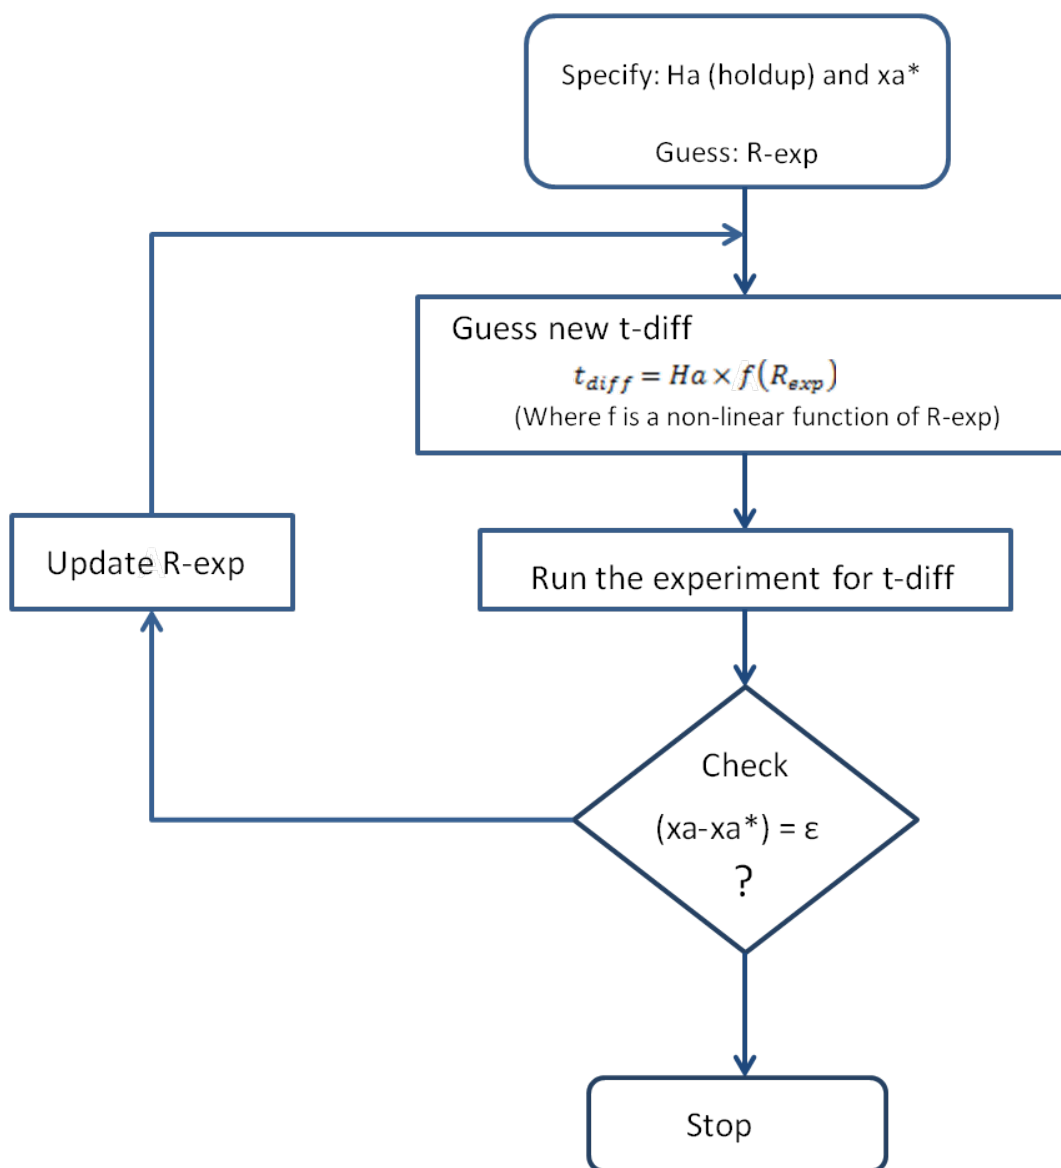 Specify: Ha (holdup) and xa*
Guess: R-exp
Guess new t-diff
t_diff = Ha × f(R_exp)
(Where f is a non-linear function of R-exp)
Update R-exp
Run the experiment for t-diff
Check
(xa-xa*) = ε
?
Stop